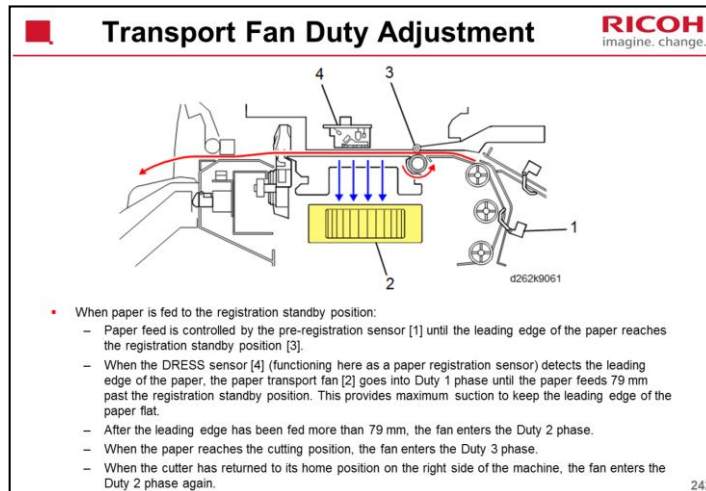 Transport Fan Duty Adjustment
RICOH
imagine. change.
4
3
1
2
d262k9061
When paper is fed to the registration standby position:
– Paper feed is controlled by the pre-registration sensor [1] until the leading edge of the paper reaches
the registration standby position [3].
– When the DRESS sensor [4] (functioning here as a paper registration sensor) detects the leading
edge of the paper, the paper transport fan [2] goes into Duty 1 phase until the paper feeds 79 mm
past the registration standby position. This provides maximum suction to keep the leading edge of the
paper flat.
– After the leading edge has been fed more than 79 mm, the fan enters the Duty 2 phase.
– When the paper reaches the cutting position, the fan enters the Duty 3 phase.
– When the cutter has returned to its home position on the right side of the machine, the fan enters the
Duty 2 phase again.